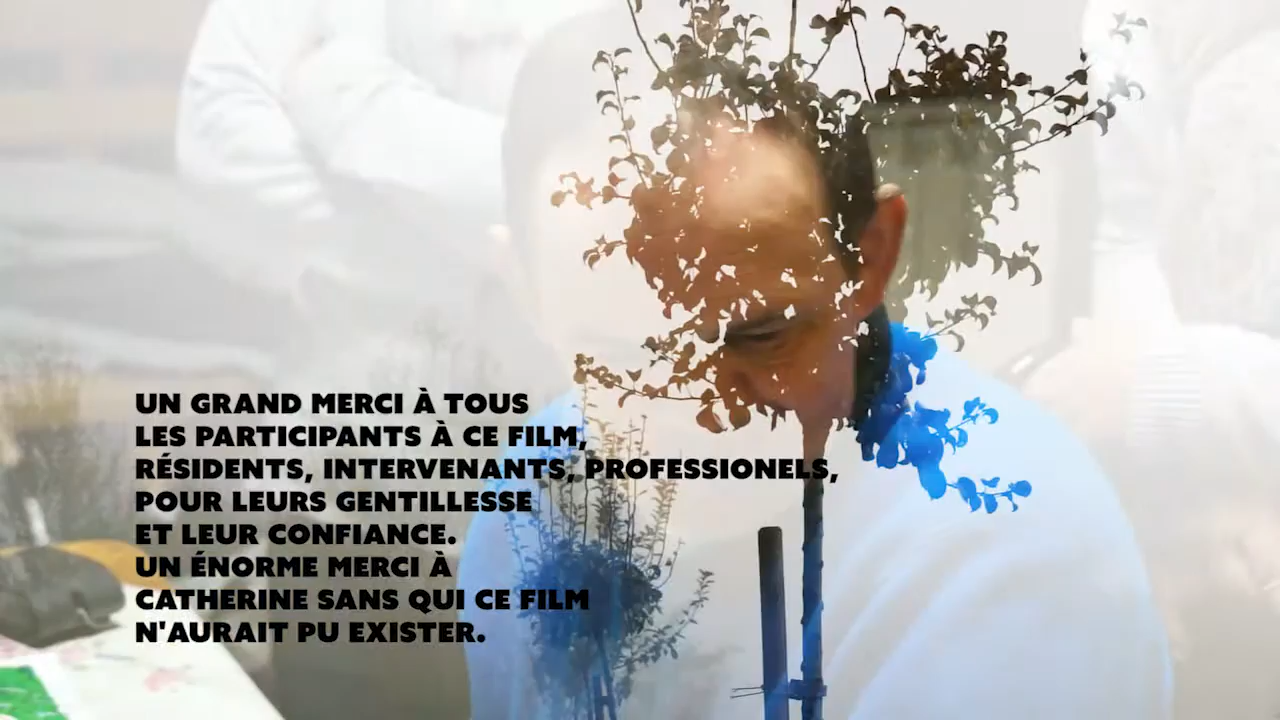 UN GRAND MERCI À TOUS
LES PARTICIPANTS À CE FILM,
RÉSIDENTS, INTERVENANTS, PROFESSIONELS,
POUR LEURS GENTILLESSE
ET LEUR CONFIANCE.
UN ÉNORME MERCI À
CATHERINE SANS QUI CE FILM
N'AURAIT PU EXISTER.